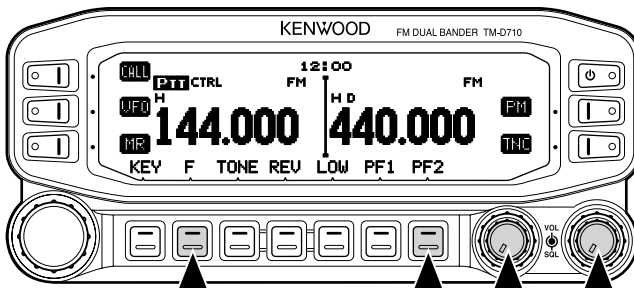 KENWOOD FM DUAL BANDER TM-D710
CALL 12:00
PTT CTRL FM FM
VFO H H D PM
144.000 440.000
MR TNC
KEY F TONE REV LOW PF1 PF2
VOL
SQL